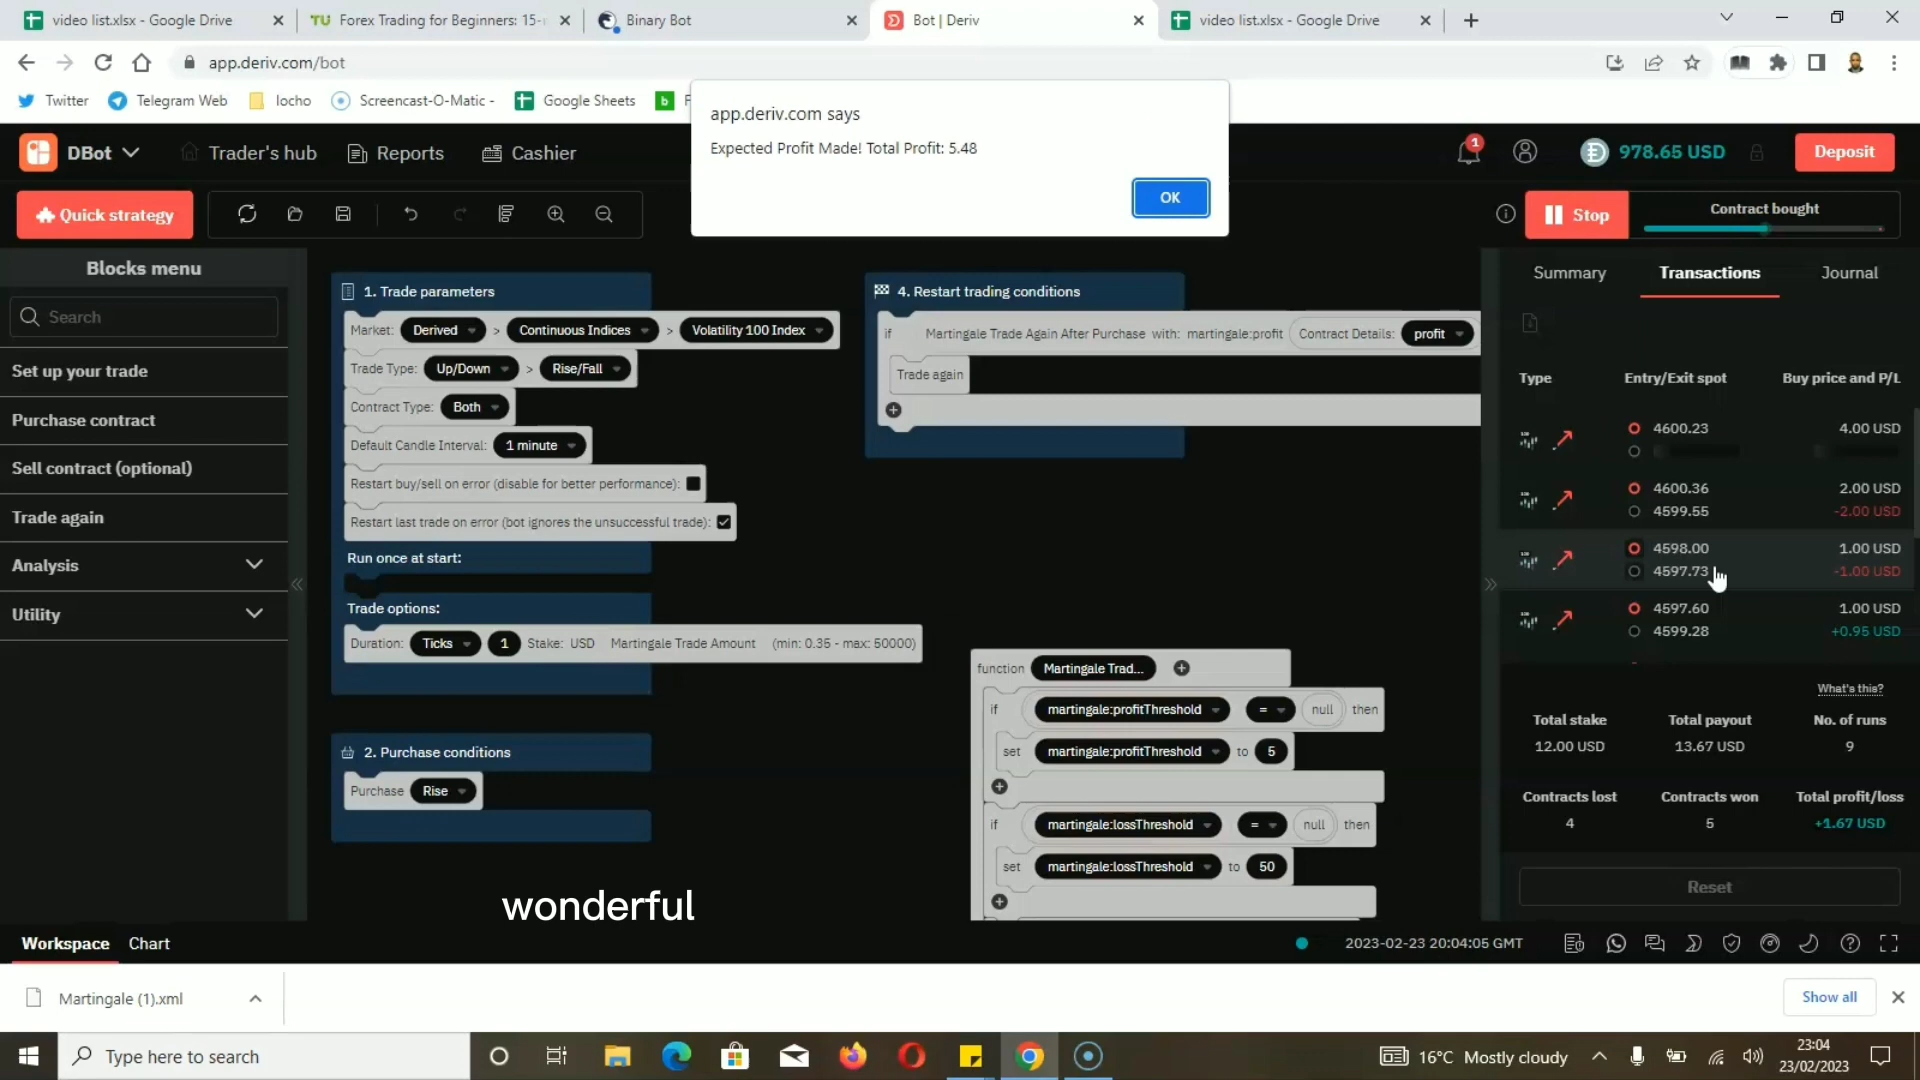 video list.xlsx - Google Drive
TU Forex Trading for Beginners: 15-
Binary Bot
Bot | Deriv
video list.xlsx - Google Drive
app.deriv.com/bot
Twitter
Telegram Web
locho
Screencast-O-Matic -
Google Sheets
b
F
app.deriv.com says
Expected Profit Made! Total Profit: 5.48
OK
DBot
Trader's hub
Reports
Cashier
1
978.65 USD
Deposit
Quick strategy
Stop
Contract bought
Blocks menu
Search
Set up your trade
Purchase contract
Sell contract (optional)
Trade again
Analysis
Utility
1. Trade parameters
Market: Derived > Continuous Indices > Volatility 100 Index
Trade Type: Up/Down > Rise/Fall
Contract Type: Both
Default Candle Interval: 1 minute
Restart buy/sell on error (disable for better performance):
Restart last trade on error (bot ignores the unsuccessful trade):
Run once at start:
Trade options:
Duration: Ticks 1 Stake: USD Martingale Trade Amount (min: 0.35 - max: 50000)
2. Purchase conditions
Purchase Rise
4. Restart trading conditions
if Martingale Trade Again After Purchase with: martingale:profit Contract Details: profit
Trade again
function Martingale Trad...
if martingale:profitThreshold = null then
set martingale:profitThreshold to 5
if martingale:lossThreshold = null then
set martingale:lossThreshold to 50
wonderful
Summary
Transactions
Journal
Type
Entry/Exit spot
Buy price and P/L
4600.23 4.00 USD
4600.36 2.00 USD
4599.55 -2.00 USD
4598.00 1.00 USD
4597.73 -1.00 USD
4597.60 1.00 USD
4599.28 +0.95 USD
What's this?
Total stake
Total payout
No. of runs
12.00 USD
13.67 USD
9
Contracts lost
Contracts won
Total profit/loss
4
5
+1.67 USD
Reset
Workspace
Chart
2023-02-23 20:04:05 GMT
Martingale (1).xml
Show all
Type here to search
16°C Mostly cloudy
23:04
23/02/2023